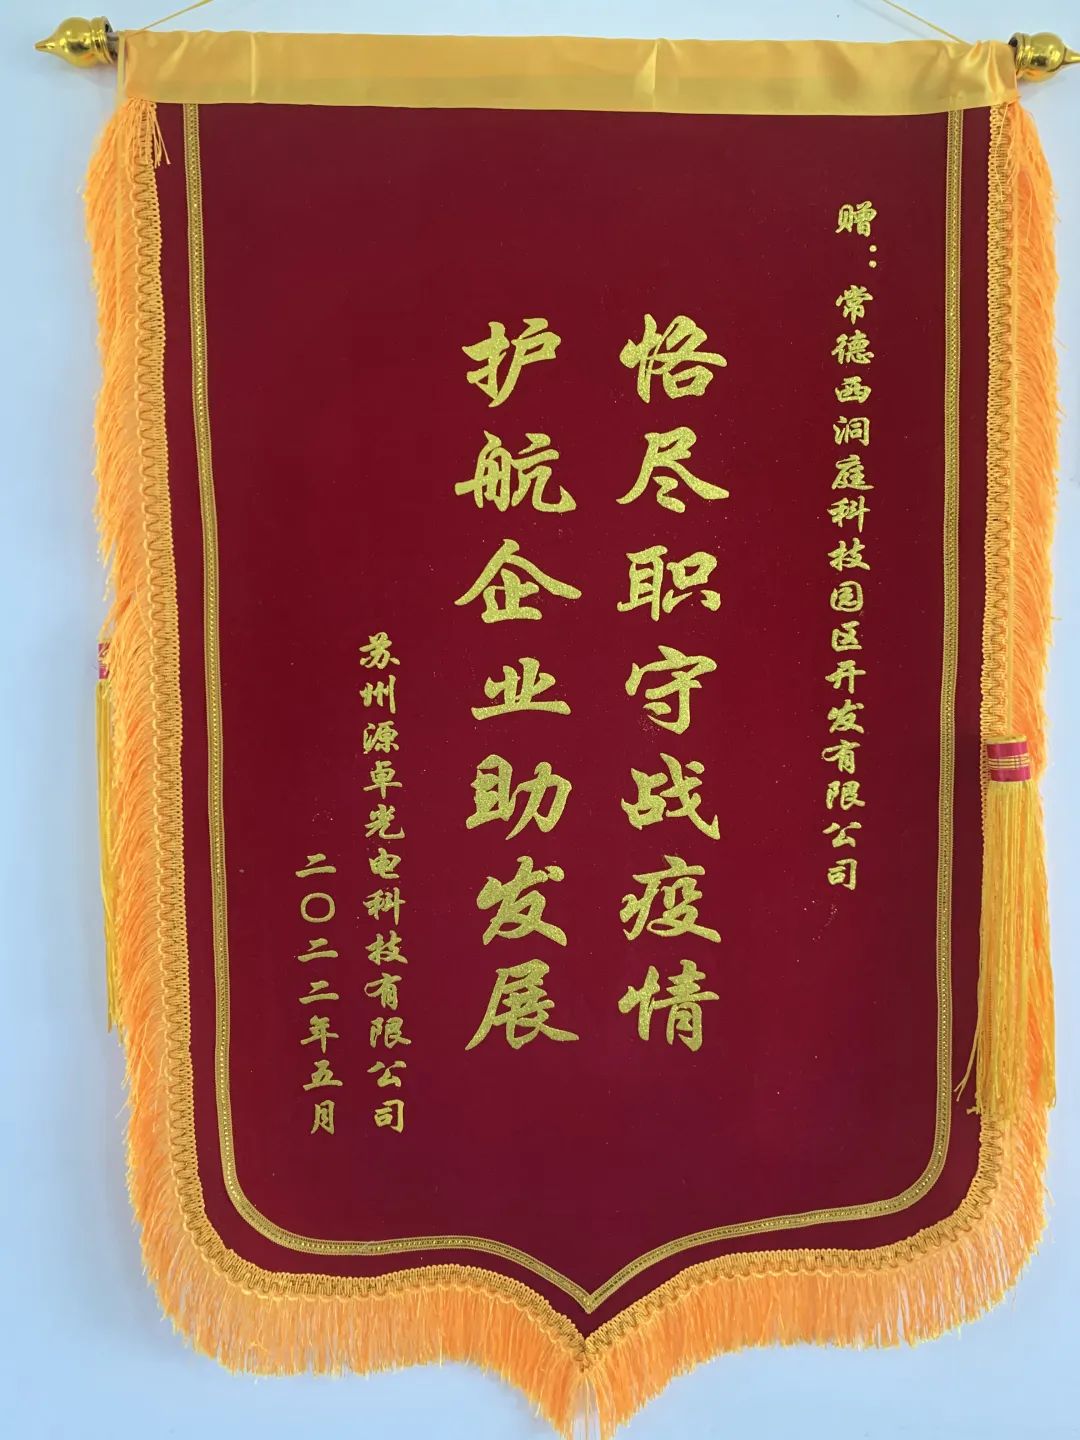 赠：常德西洞庭科技园区开发有限公司
恪尽职守战疫情
护航企业助发展
苏州源卓光电科技有限公司
二〇二二年五月